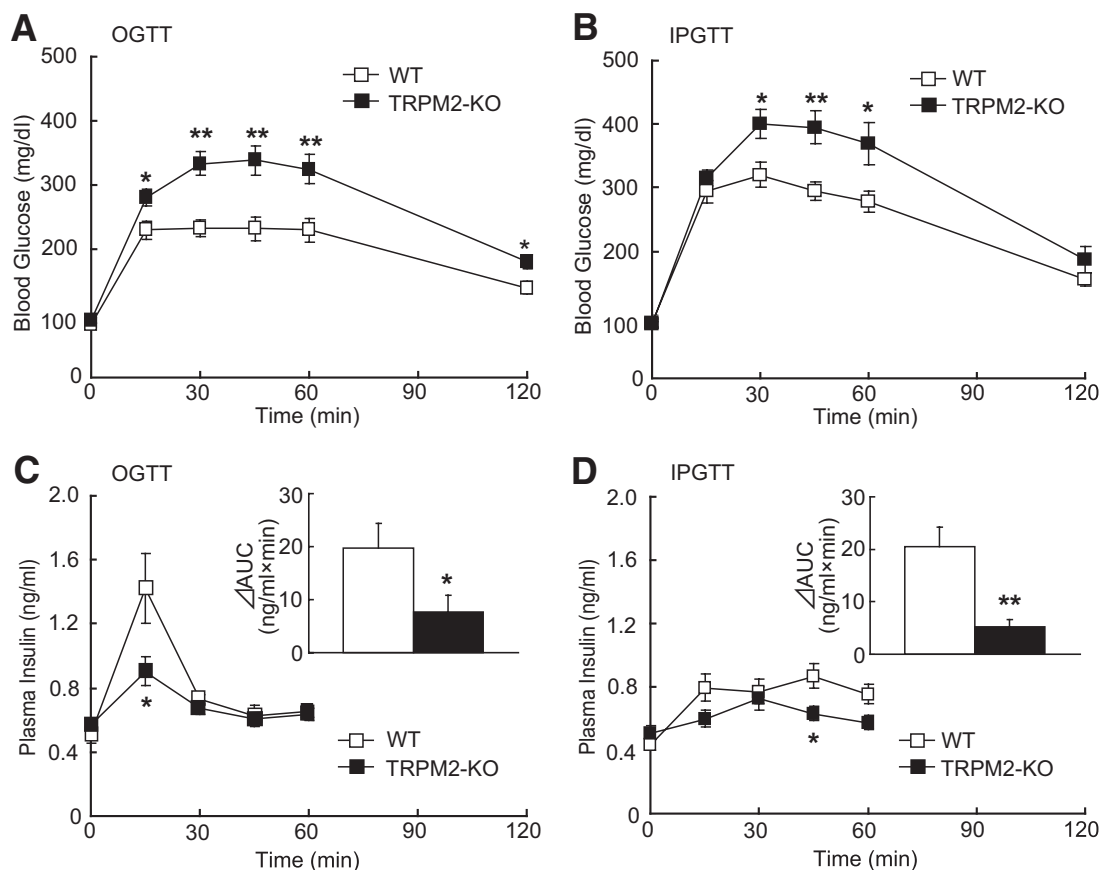 A
OGTT
500
400
300
200
100
0
Blood Glucose (mg/dl)
WT
TRPM2-KO
*
**
**
**
*
0 30 60 90 120
Time (min)
B
IPGTT
500
400
300
200
100
0
Blood Glucose (mg/dl)
WT
TRPM2-KO
*
**
*
0 30 60 90 120
Time (min)
C
OGTT
2.0
1.6
1.2
0.8
0.4
0
Plasma Insulin (ng/ml)
30
20
10
0
⊿AUC
(ng/ml×min)
*
*
WT
TRPM2-KO
0 30 60 90 120
Time (min)
D
IPGTT
2.0
1.6
1.2
0.8
0.4
0
Plasma Insulin (ng/ml)
30
20
10
0
⊿AUC
(ng/ml×min)
**
*
WT
TRPM2-KO
0 30 60 90 120
Time (min)